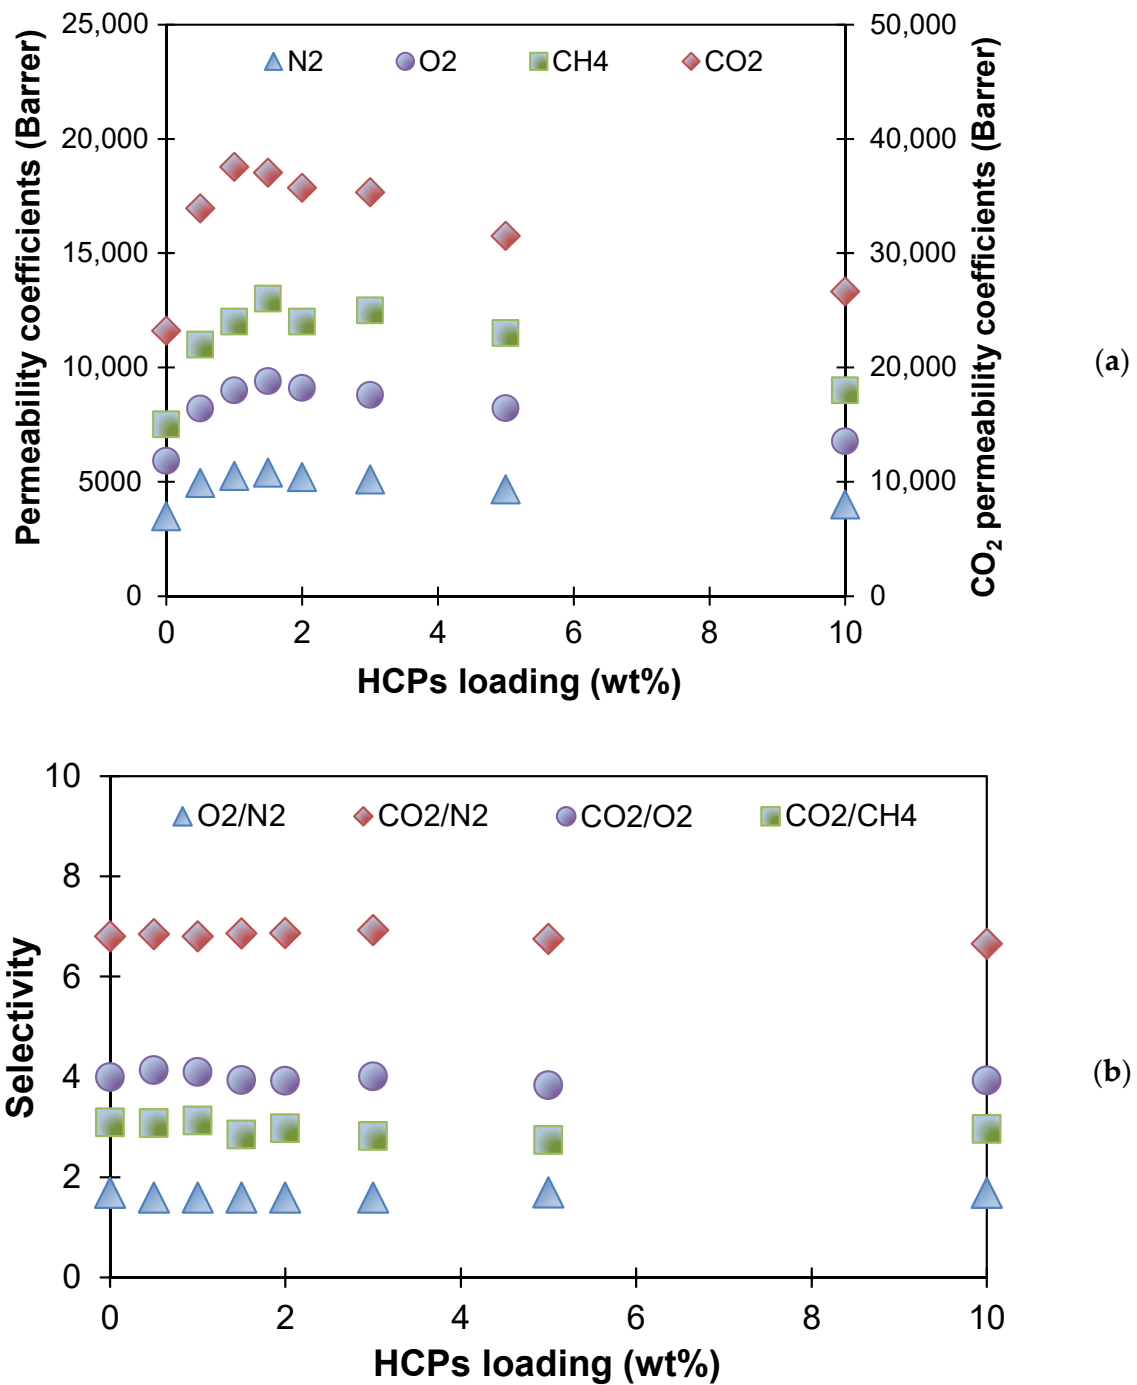 25,000
20,000
15,000
10,000
5000
0
Permeability coefficients (Barrer)
N2 O2 CH4 CO2
50,000
40,000
30,000
20,000
10,000
0
CO₂ permeability coefficients (Barrer)
0 2 4 6 8 10
HCPs loading (wt%)
(a)
10
8
6
4
2
0
Selectivity
O2/N2 CO2/N2 CO2/O2 CO2/CH4
0 2 4 6 8 10
HCPs loading (wt%)
(b)